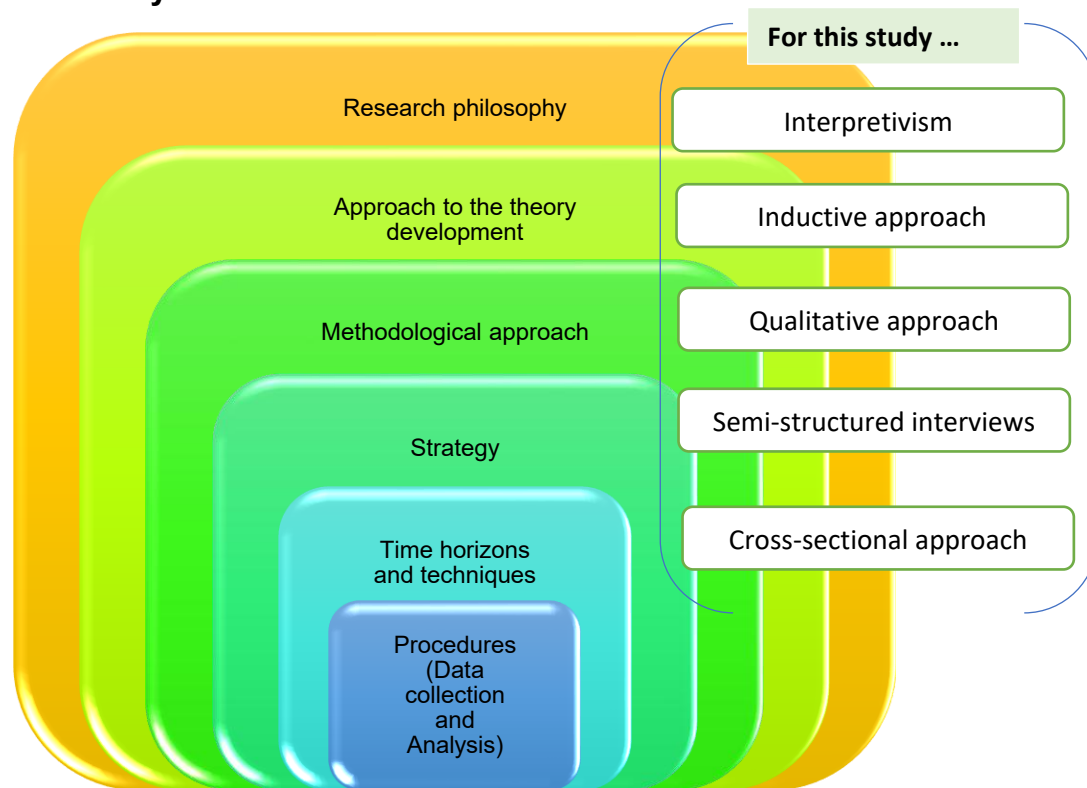 For this study …
Research philosophy
Interpretivism
Approach to the theory
development
Inductive approach
Methodological approach
Qualitative approach
Strategy
Semi-structured interviews
Time horizons
and techniques
Cross-sectional approach
Procedures
(Data
collection
and
Analysis)